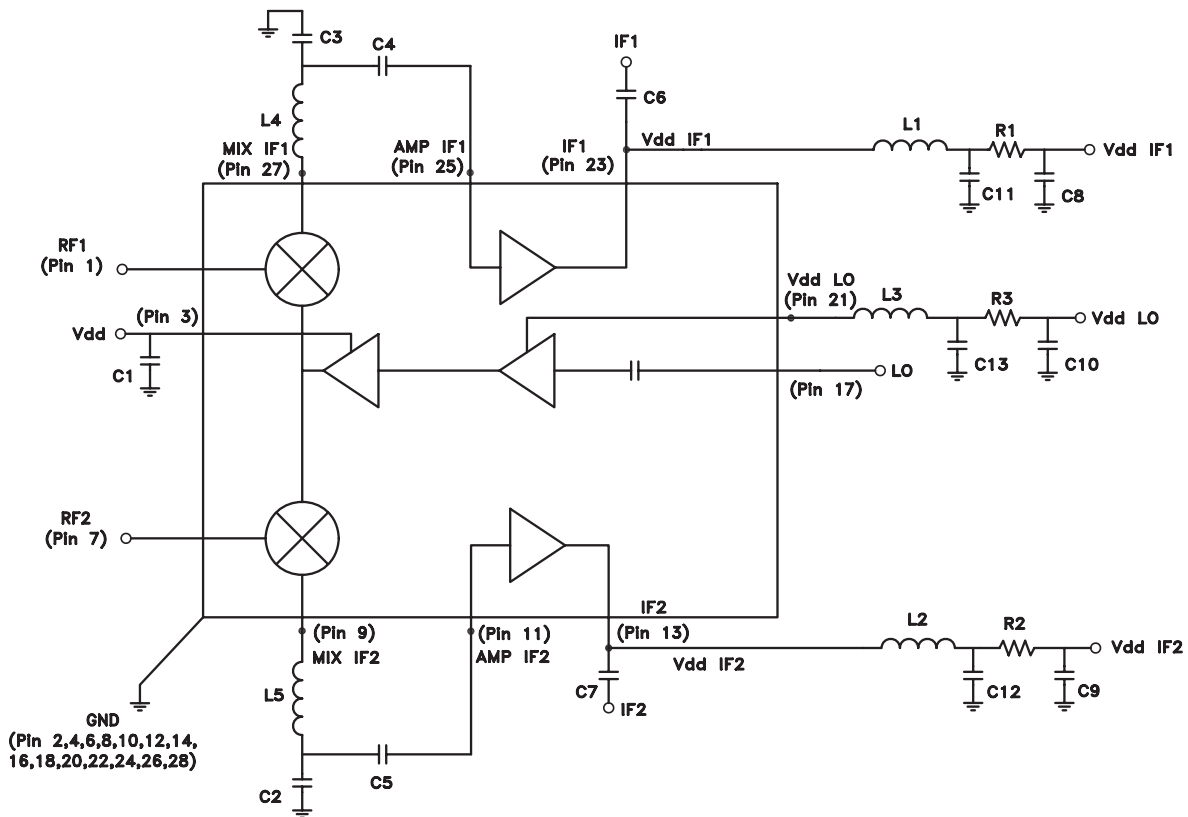 C3
C4
IF1
C6
L4
MIX IF1
(Pin 27)
AMP IF1
(Pin 25)
IF1
(Pin 23)
Vdd IF1
L1
R1
Vdd IF1
C11
C8
RF1
(Pin 1)
Vdd LO
(Pin 21)
L3
R3
Vdd LO
Vdd
(Pin 3)
C1
C13
C10
LO
(Pin 17)
RF2
(Pin 7)
IF2
(Pin 9)
MIX IF2
(Pin 11)
AMP IF2
(Pin 13)
Vdd IF2
L2
R2
Vdd IF2
L5
C7
IF2
C12
C9
GND
(Pin 2,4,6,8,10,12,14,
16,18,20,22,24,26,28)
C5
C2